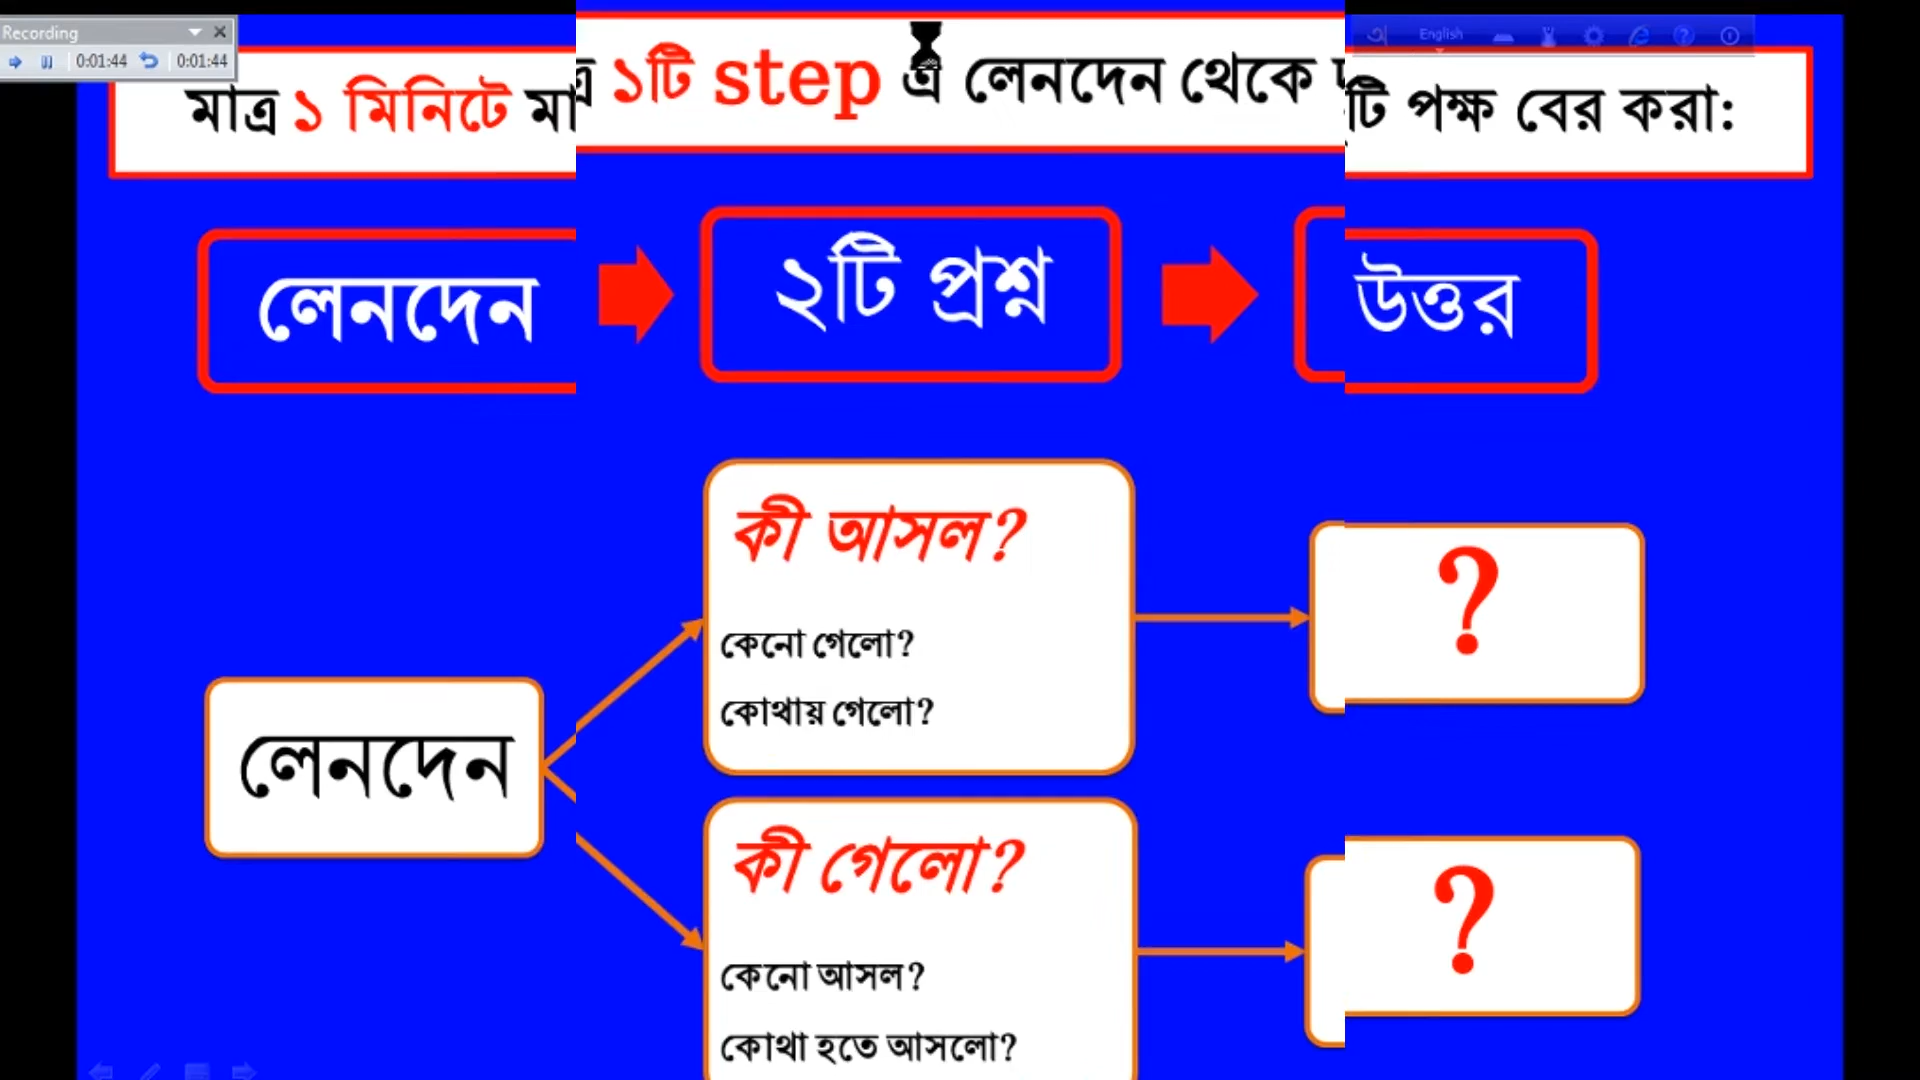 Recording
0:01:44 0:01:44
English
মাত্র ১ মিনিটে মাত্র ১টি step এ লেনদেন থেকে টি পক্ষ বের করা:
লেনদেন
২টি প্রশ্ন
উত্তর
কী আসল?
কেনো গেলো?
কোথায় গেলো?
?
লেনদেন
কী গেলো?
কেনো আসল?
কোথা হতে আসলো?
?